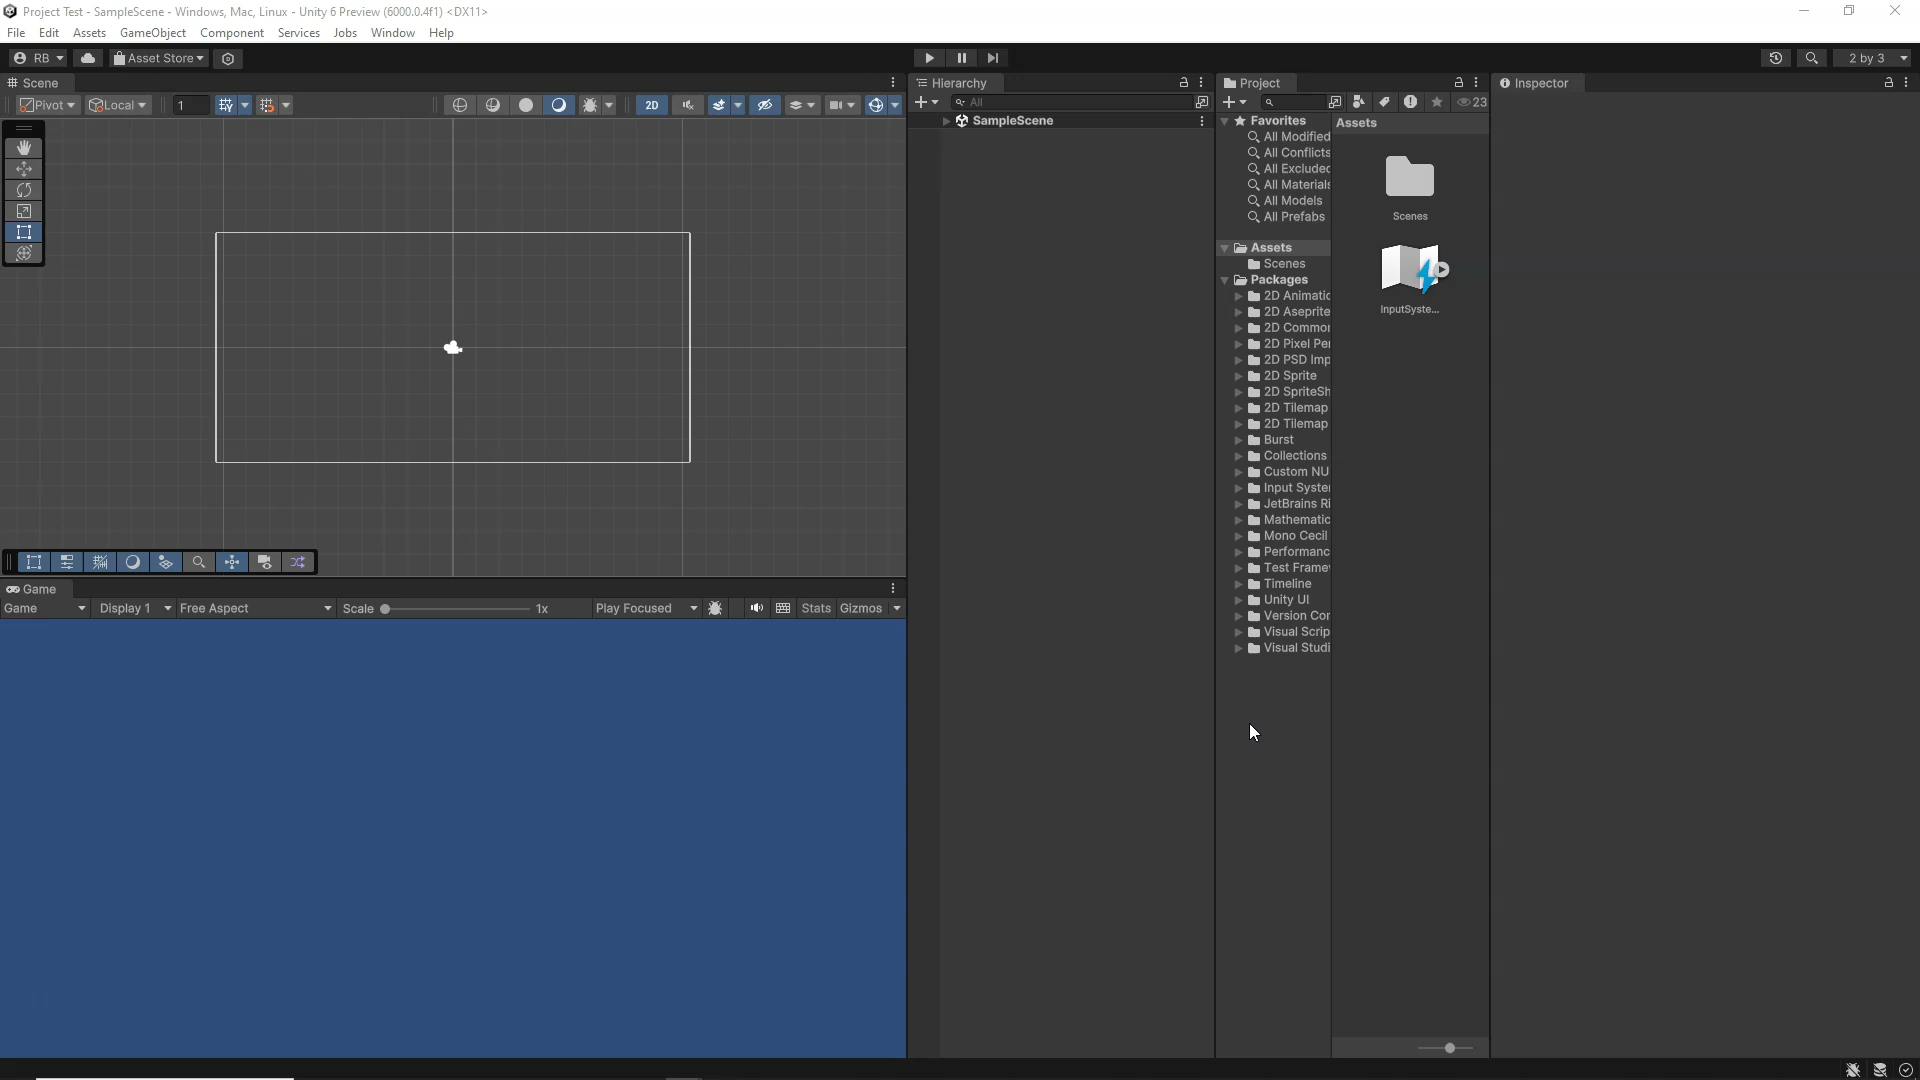 Project Test - SampleScene - Windows, Mac, Linux - Unity 6 Preview (6000.0.4f1) <DX11>
File Edit Assets GameObject Component Services Jobs Window Help
RB Asset Store 2 by 3
Scene
Pivot Local 1 2D
Hierarchy
All
SampleScene
Project
23
Favorites
All Modified
All Conflicts
All Excluded
All Materials
All Models
All Prefabs
Assets
Scenes
Packages
2D Animatic
2D Aseprite
2D Common
2D Pixel Per
2D PSD Imp
2D Sprite
2D SpriteSh
2D Tilemap
2D Tilemap
Burst
Collections
Custom NU
Input System
JetBrains Ri
Mathematic
Mono Cecil
Performanc
Test Framew
Timeline
Unity UI
Version Con
Visual Scrip
Visual Studi
Assets
Scenes
InputSyste...
Inspector
Game
Game Display 1 Free Aspect Scale 1x Play Focused Stats Gizmos